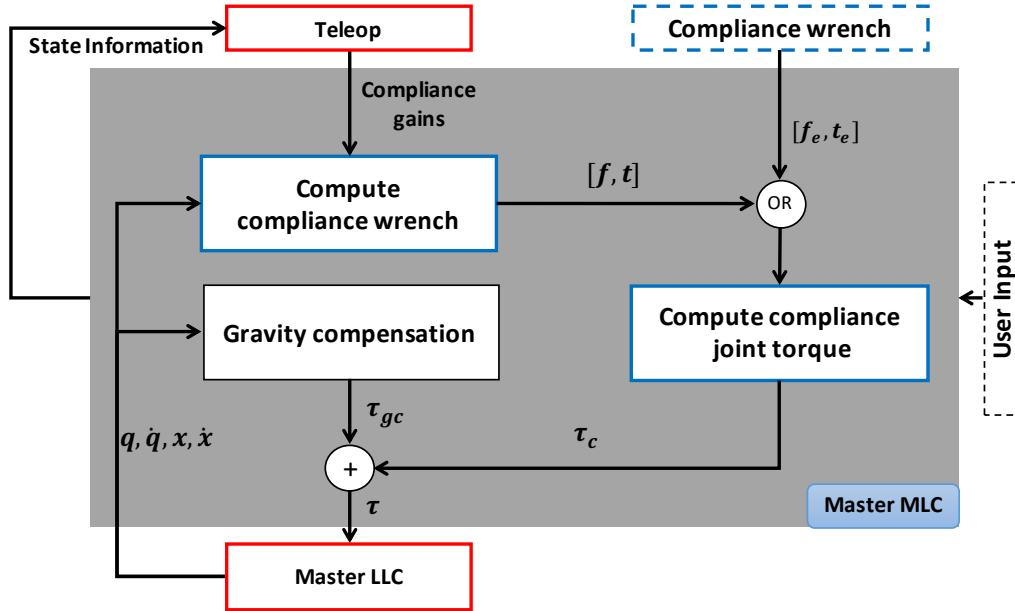 Teleop
Compliance wrench
State Information
Compliance
gains
[f_e, t_e]
Compute
compliance wrench
[f, t]
OR
User Input
Gravity compensation
Compute compliance
joint torque
τ_gc
q, q̇, x, ẋ
τ_c
+
τ
Master MLC
Master LLC